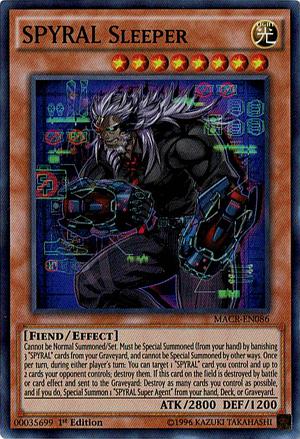 SPYRAL SLEEPER
LIGHT
光
MACR-EN086
[FIEND/EFFECT]
Cannot be Normal Summoned/Set. Must be Special Summoned (from your hand) by banishing
3 "SPYRAL" cards from your Graveyard, and cannot be Special Summoned by other ways. Once
per turn, during either player's turn: You can target 1 "SPYRAL" card you control and up to
2 cards your opponent controls; destroy them. If this card on the field is destroyed by battle
or card effect and sent to the Graveyard: Destroy as many cards you control as possible,
and if you do, Special Summon 1 "SPYRAL Super Agent" from your hand, Deck, or Graveyard.
ATK/2800 DEF/1200
00035699 1st Edition ©1996 KAZUKI TAKAHASHI